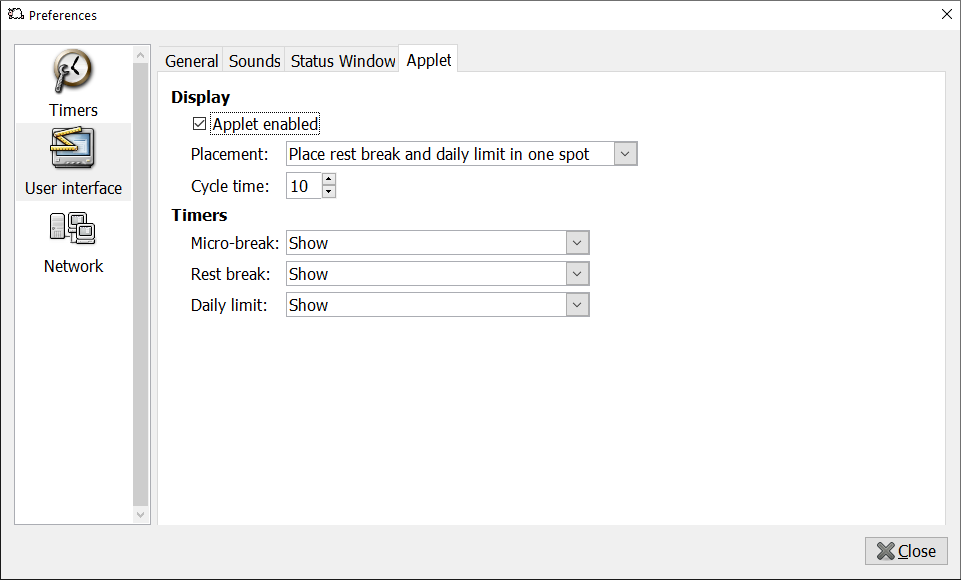 Preferences
Timers
User interface
Network
General Sounds Status Window Applet
Display
Applet enabled
Placement: Place rest break and daily limit in one spot
Cycle time: 10
Timers
Micro-break: Show
Rest break: Show
Daily limit: Show
Close